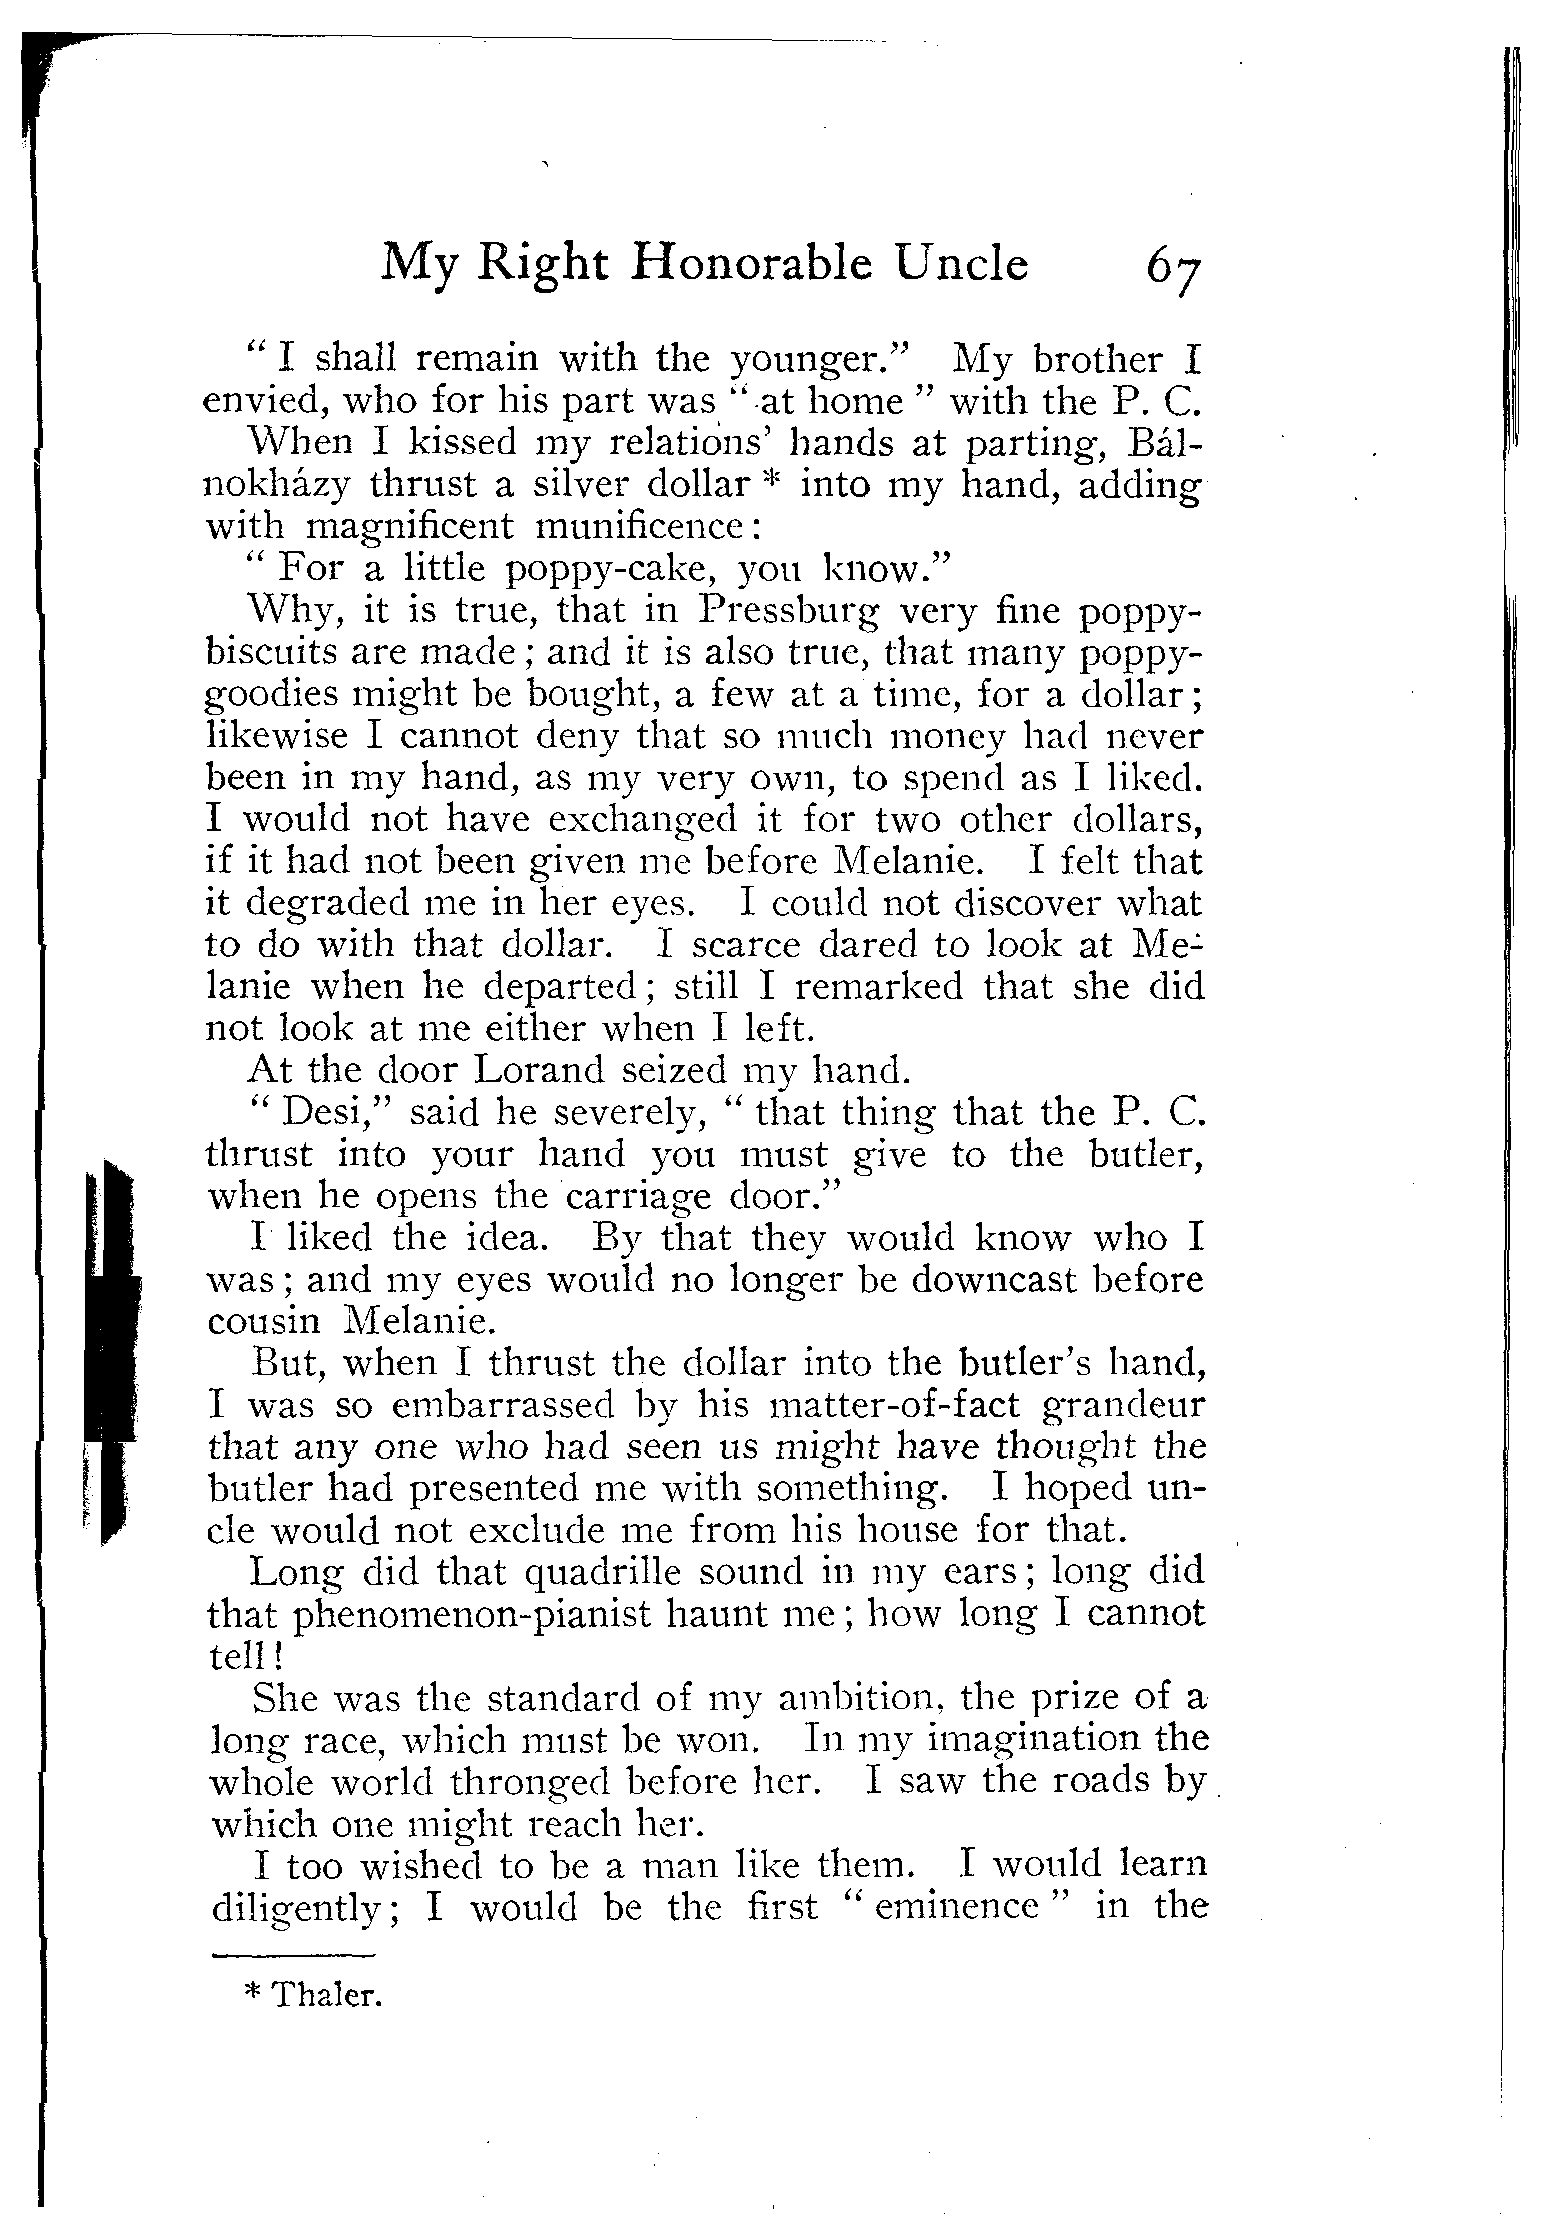 My Right Honorable Uncle 67
"I shall remain with the younger." My brother I
envied, who for his part was "at home" with the P. C.
When I kissed my relations' hands at parting, Bál-
nokházy thrust a silver dollar * into my hand, adding
with magnificent munificence:
"For a little poppy-cake, you know."
Why, it is true, that in Pressburg very fine poppy-
biscuits are made; and it is also true, that many poppy-
goodies might be bought, a few at a time, for a dollar;
likewise I cannot deny that so much money had never
been in my hand, as my very own, to spend as I liked.
I would not have exchanged it for two other dollars,
if it had not been given me before Melanie. I felt that
it degraded me in her eyes. I could not discover what
to do with that dollar. I scarce dared to look at Me-
lanie when he departed; still I remarked that she did
not look at me either when I left.
At the door Lorand seized my hand.
"Desi," said he severely, "that thing that the P. C.
thrust into your hand you must give to the butler,
when he opens the carriage door."
I liked the idea. By that they would know who I
was; and my eyes would no longer be downcast before
cousin Melanie.
But, when I thrust the dollar into the butler's hand,
I was so embarrassed by his matter-of-fact grandeur
that any one who had seen us might have thought the
butler had presented me with something. I hoped un-
cle would not exclude me from his house for that.
Long did that quadrille sound in my ears; long did
that phenomenon-pianist haunt me; how long I cannot
tell!
She was the standard of my ambition, the prize of a
long race, which must be won. In my imagination the
whole world thronged before her. I saw the roads by
which one might reach her.
I too wished to be a man like them. I would learn
diligently; I would be the first "eminence" in the
* Thaler.